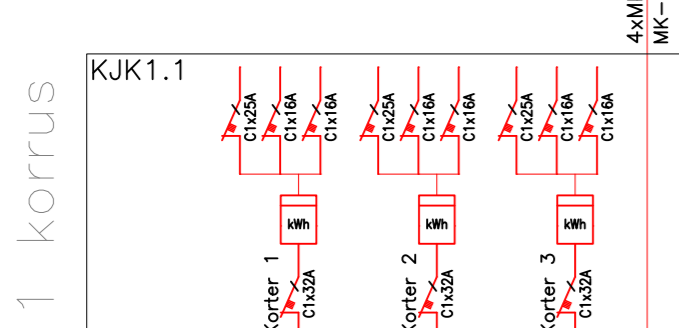 1 korrus
KJK1.1
C1x25A
C1x16A
C1x16A
C1x25A
C1x16A
C1x16A
C1x25A
C1x16A
C1x16A
kWh
kWh
kWh
Korter 1
C1x32A
Korter 2
C1x32A
Korter 3
C1x32A
MK-